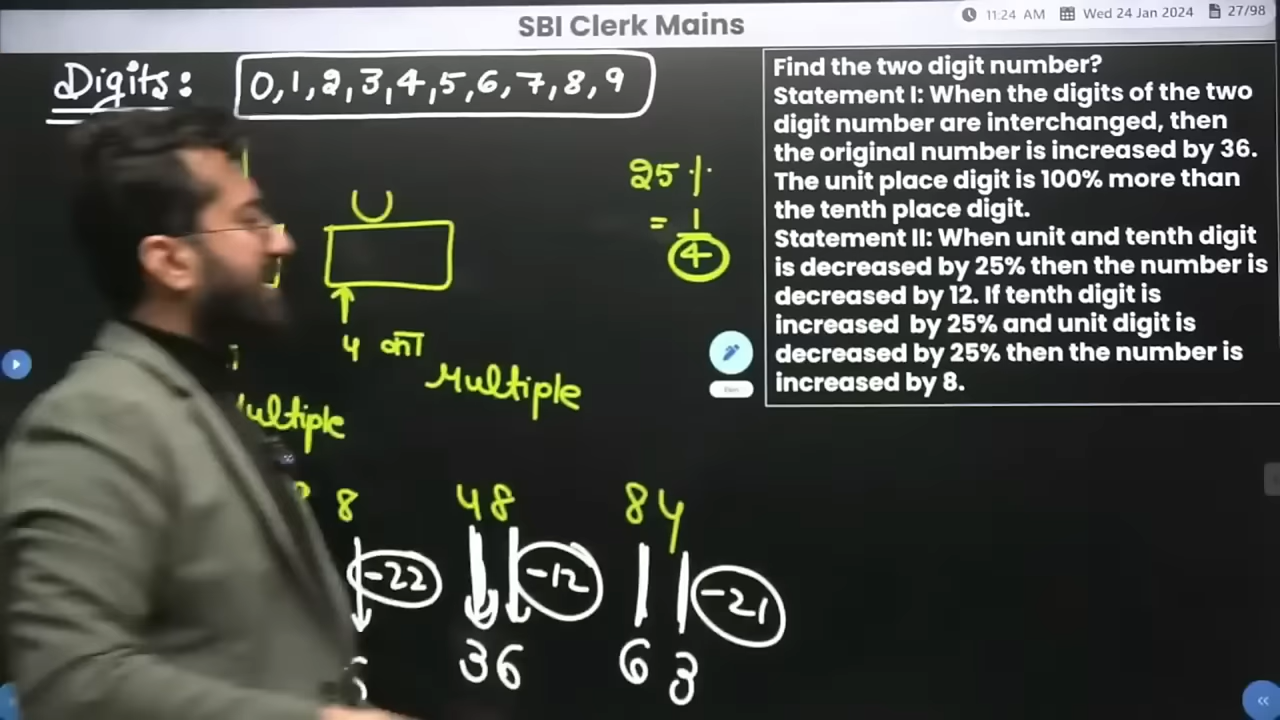 SBI Clerk Mains
11:24 AM Wed 24 Jan 2024 27/98
Digits: 0, 1, 2, 3, 4, 5, 6, 7, 8, 9
Find the two digit number?
Statement I: When the digits of the two
digit number are interchanged, then
the original number is increased by 36.
The unit place digit is 100% more than
the tenth place digit.
Statement II: When unit and tenth digit
is decreased by 25% then the number is
decreased by 12. If tenth digit is
increased by 25% and unit digit is
decreased by 25% then the number is
increased by 8.
U
25%
= 1/4
4 का
Multiple
8 48 84
-22 -12 -21
36 6 3